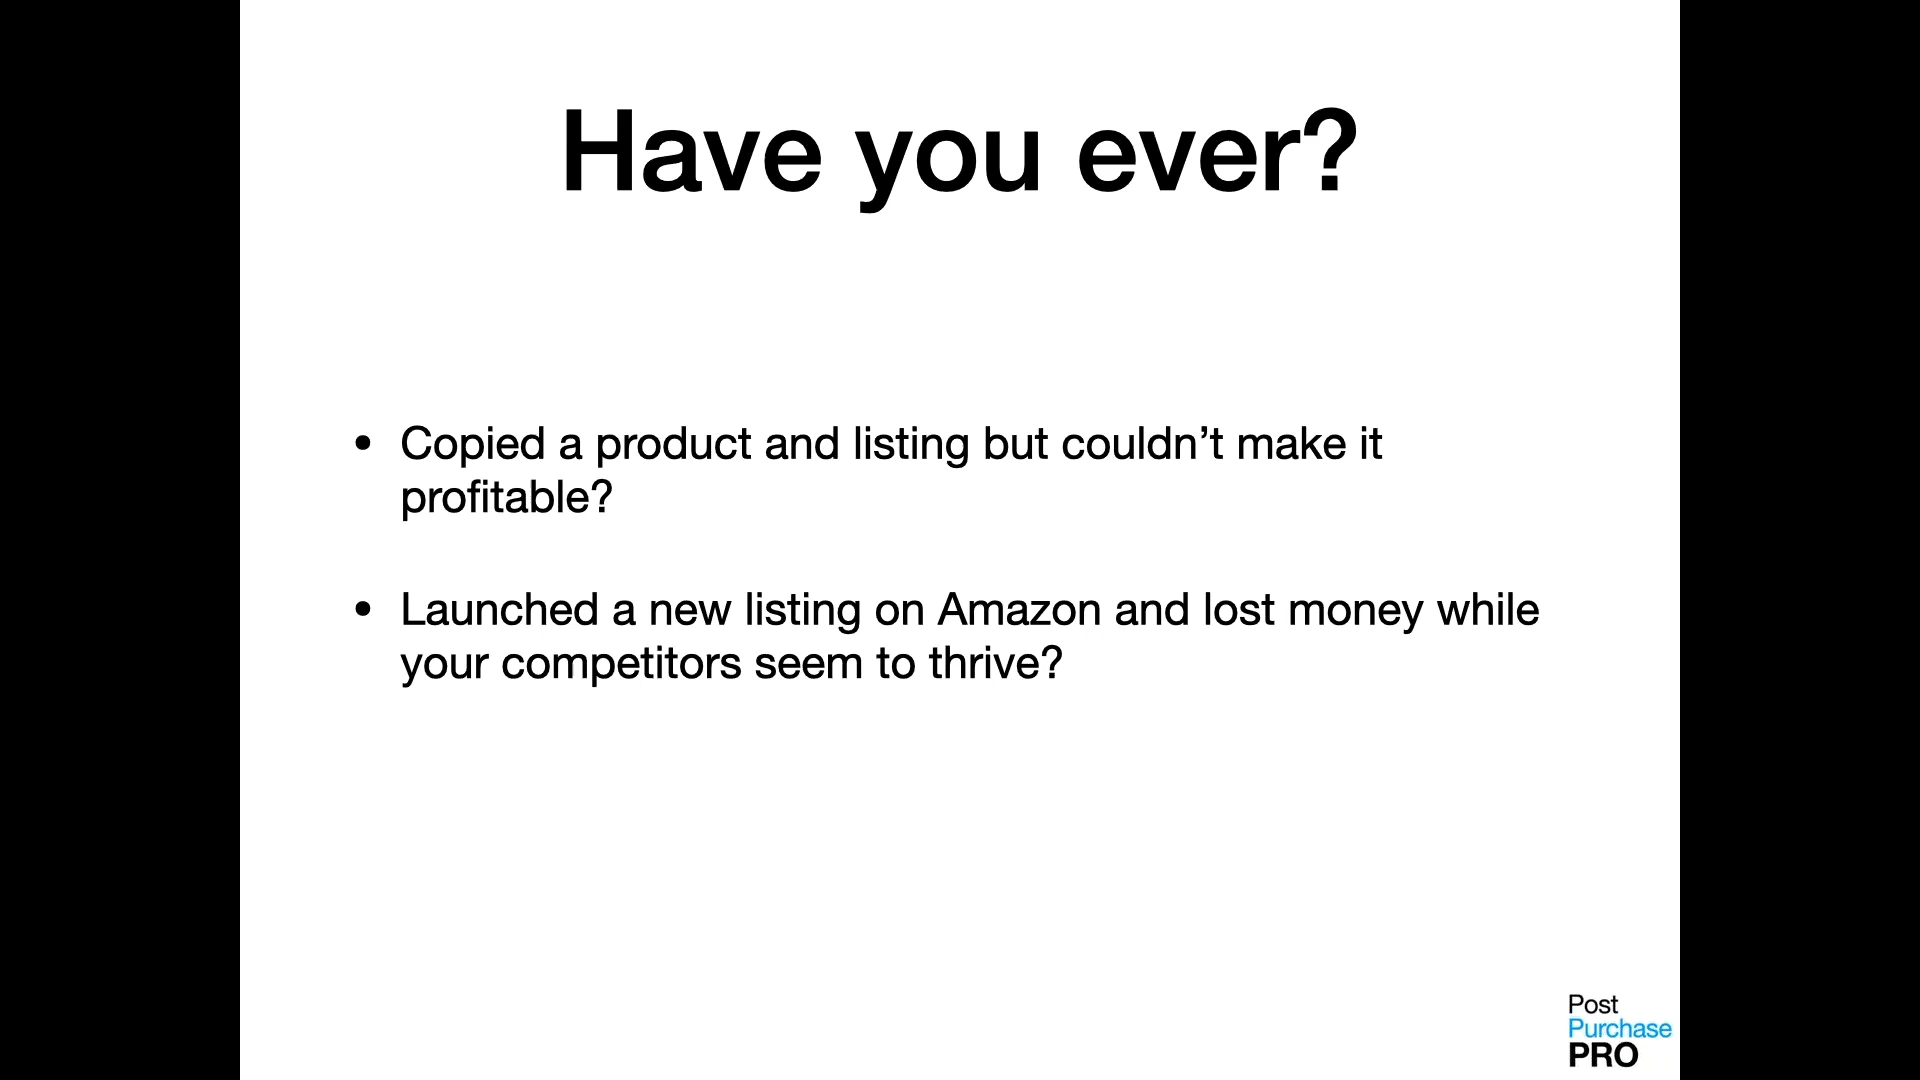 Have you ever?
• Copied a product and listing but couldn’t make it
profitable?
• Launched a new listing on Amazon and lost money while
your competitors seem to thrive?
Post
Purchase
PRO